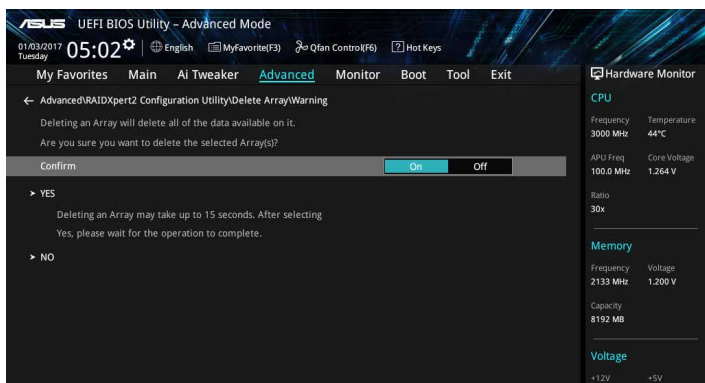 ASUS UEFI BIOS Utility – Advanced Mode
01/03/2017 Tuesday 05:02 English MyFavorite(F3) Qfan Control(F6) ? Hot Keys
My Favorites Main Ai Tweaker Advanced Monitor Boot Tool Exit
← Advanced\RAIDXpert2 Configuration Utility\Delete Array\Warning
Deleting an Array will delete all of the data available on it.
Are you sure you want to delete the selected Array(s)?
Confirm On Off
> YES
Deleting an Array may take up to 15 seconds. After selecting
Yes, please wait for the operation to complete.
> NO
Hardware Monitor
CPU
Frequency Temperature
3000 MHz 44°C
APU Freq Core Voltage
100.0 MHz 1.264 V
Ratio
30x
Memory
Frequency Voltage
2133 MHz 1.200 V
Capacity
8192 MB
Voltage
+12V +5V